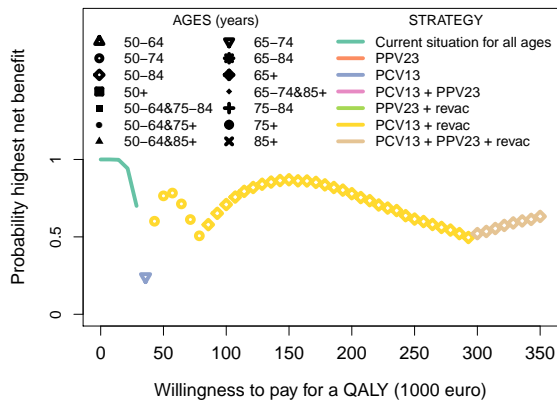 AGES (years) STRATEGY
50−64 65−74 Current situation for all ages
50−74 65−84 PPV23
50−84 65+ PCV13
50+ 65−74&85+ PCV13 + PPV23
50−64&75−84 75−84 PPV23 + revac
50−64&75+ 75+ PCV13 + revac
50−64&85+ 85+ PCV13 + PPV23 + revac
Probability highest net benefit
1
0.5
0
0 50 100 150 200 250 300 350
Willingness to pay for a QALY (1000 euro)